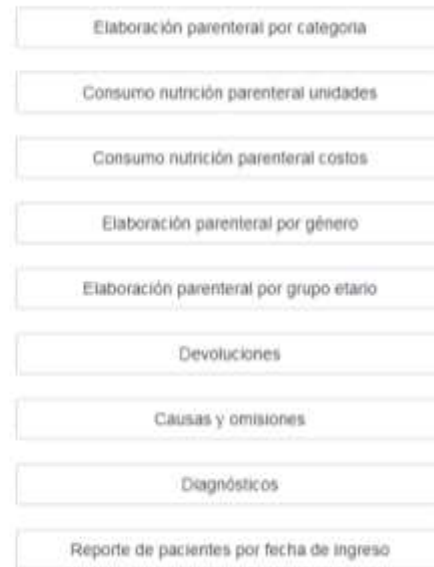 Elaboración parenteral por categoria
Consumo nutrición parenteral unidades
Consumo nutrición parenteral costos
Elaboración parenteral por género
Elaboración parenteral por grupo etario
Devoluciones
Causas y omisiones
Diagnósticos
Reporte de pacientes por fecha de ingreso